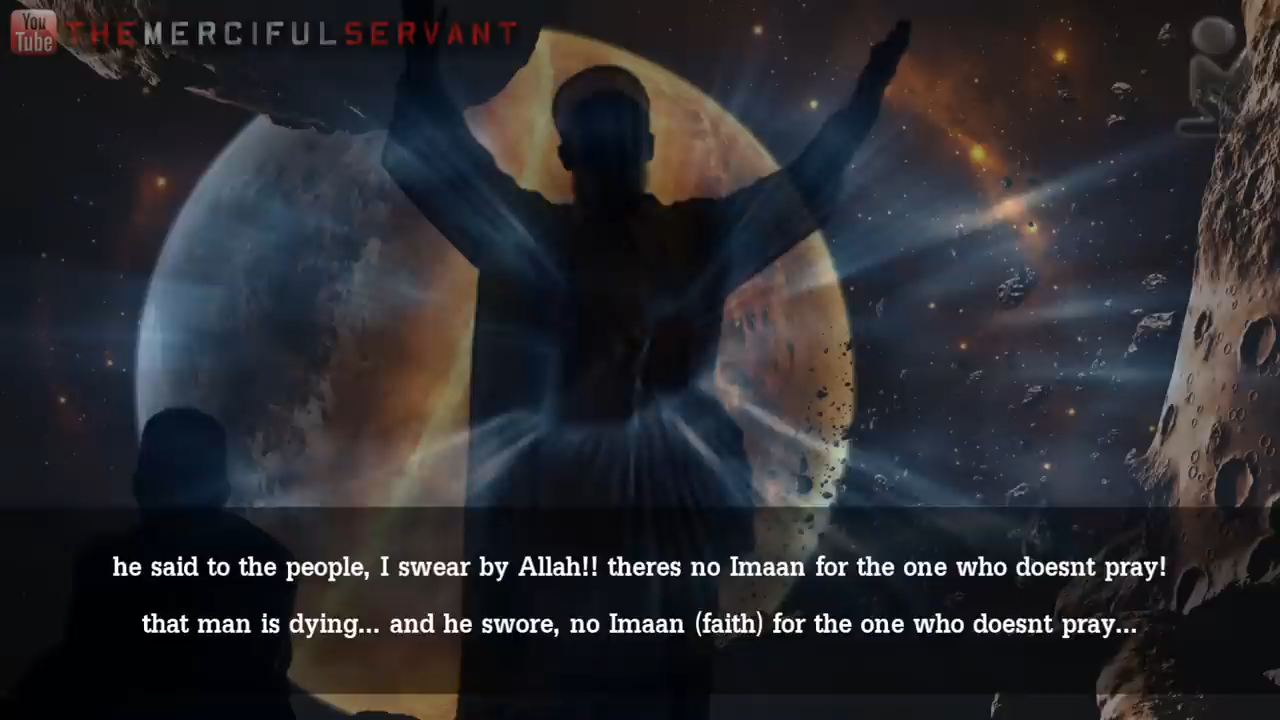 You
Tube
THEMERCIFULSERVANT
he said to the people, I swear by Allah!! theres no Imaan for the one who doesnt pray!
that man is dying... and he swore, no Imaan (faith) for the one who doesnt pray...